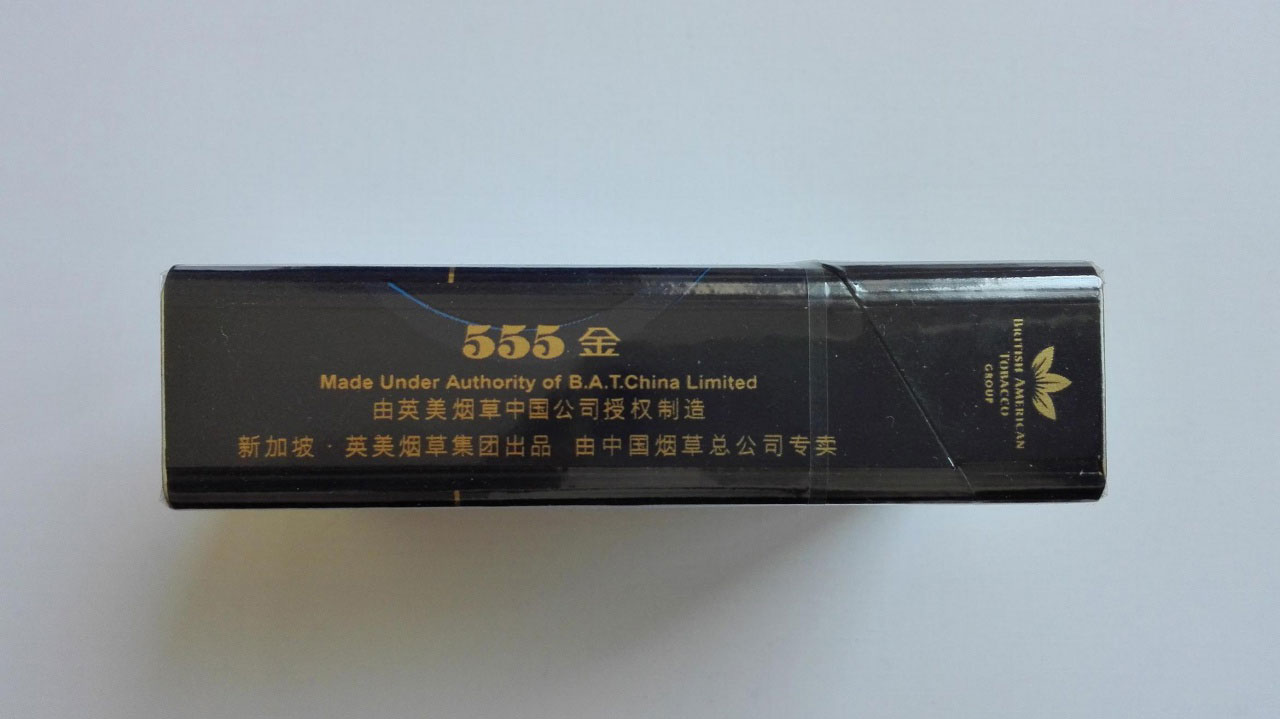 555 金
Made Under Authority of B.A.T.China Limited
由英美烟草中国公司授权制造
新加坡·英美烟草集团出品 由中国烟草总公司专卖
BRITISH AMERICAN
TOBACCO
GROUP